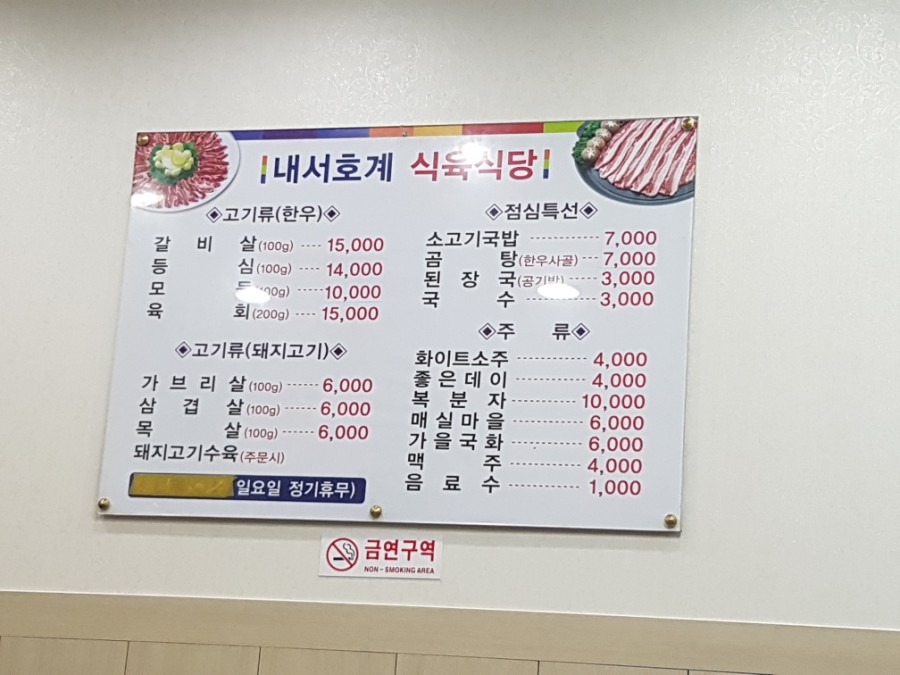 내서호계 식육식당
◈고기류(한우)◈
갈비살(100g) ---- 15,000
등심(100g) ---- 14,000
모듬(100g) ---- 10,000
육회(200g) ---- 15,000
◈고기류(돼지고기)◈
가브리살(100g) ------ 6,000
삼겹살(100g) ------ 6,000
목살(100g) ------ 6,000
돼지고기수육(주문시)
(일요일 정기휴무)
◈점심특선◈
소고기국밥 ----------- 7,000
곰탕(한우사골) --- 7,000
된장국(공기밥) ---- 3,000
국수 ----------- 3,000
◈주류◈
화이트소주 ----------- 4,000
좋은데이 ----------- 4,000
복분자 ----------- 10,000
매실마을 ----------- 6,000
가을국화 ----------- 6,000
맥주 ----------- 4,000
음료수 ----------- 1,000
금연구역
NON - SMOKING AREA